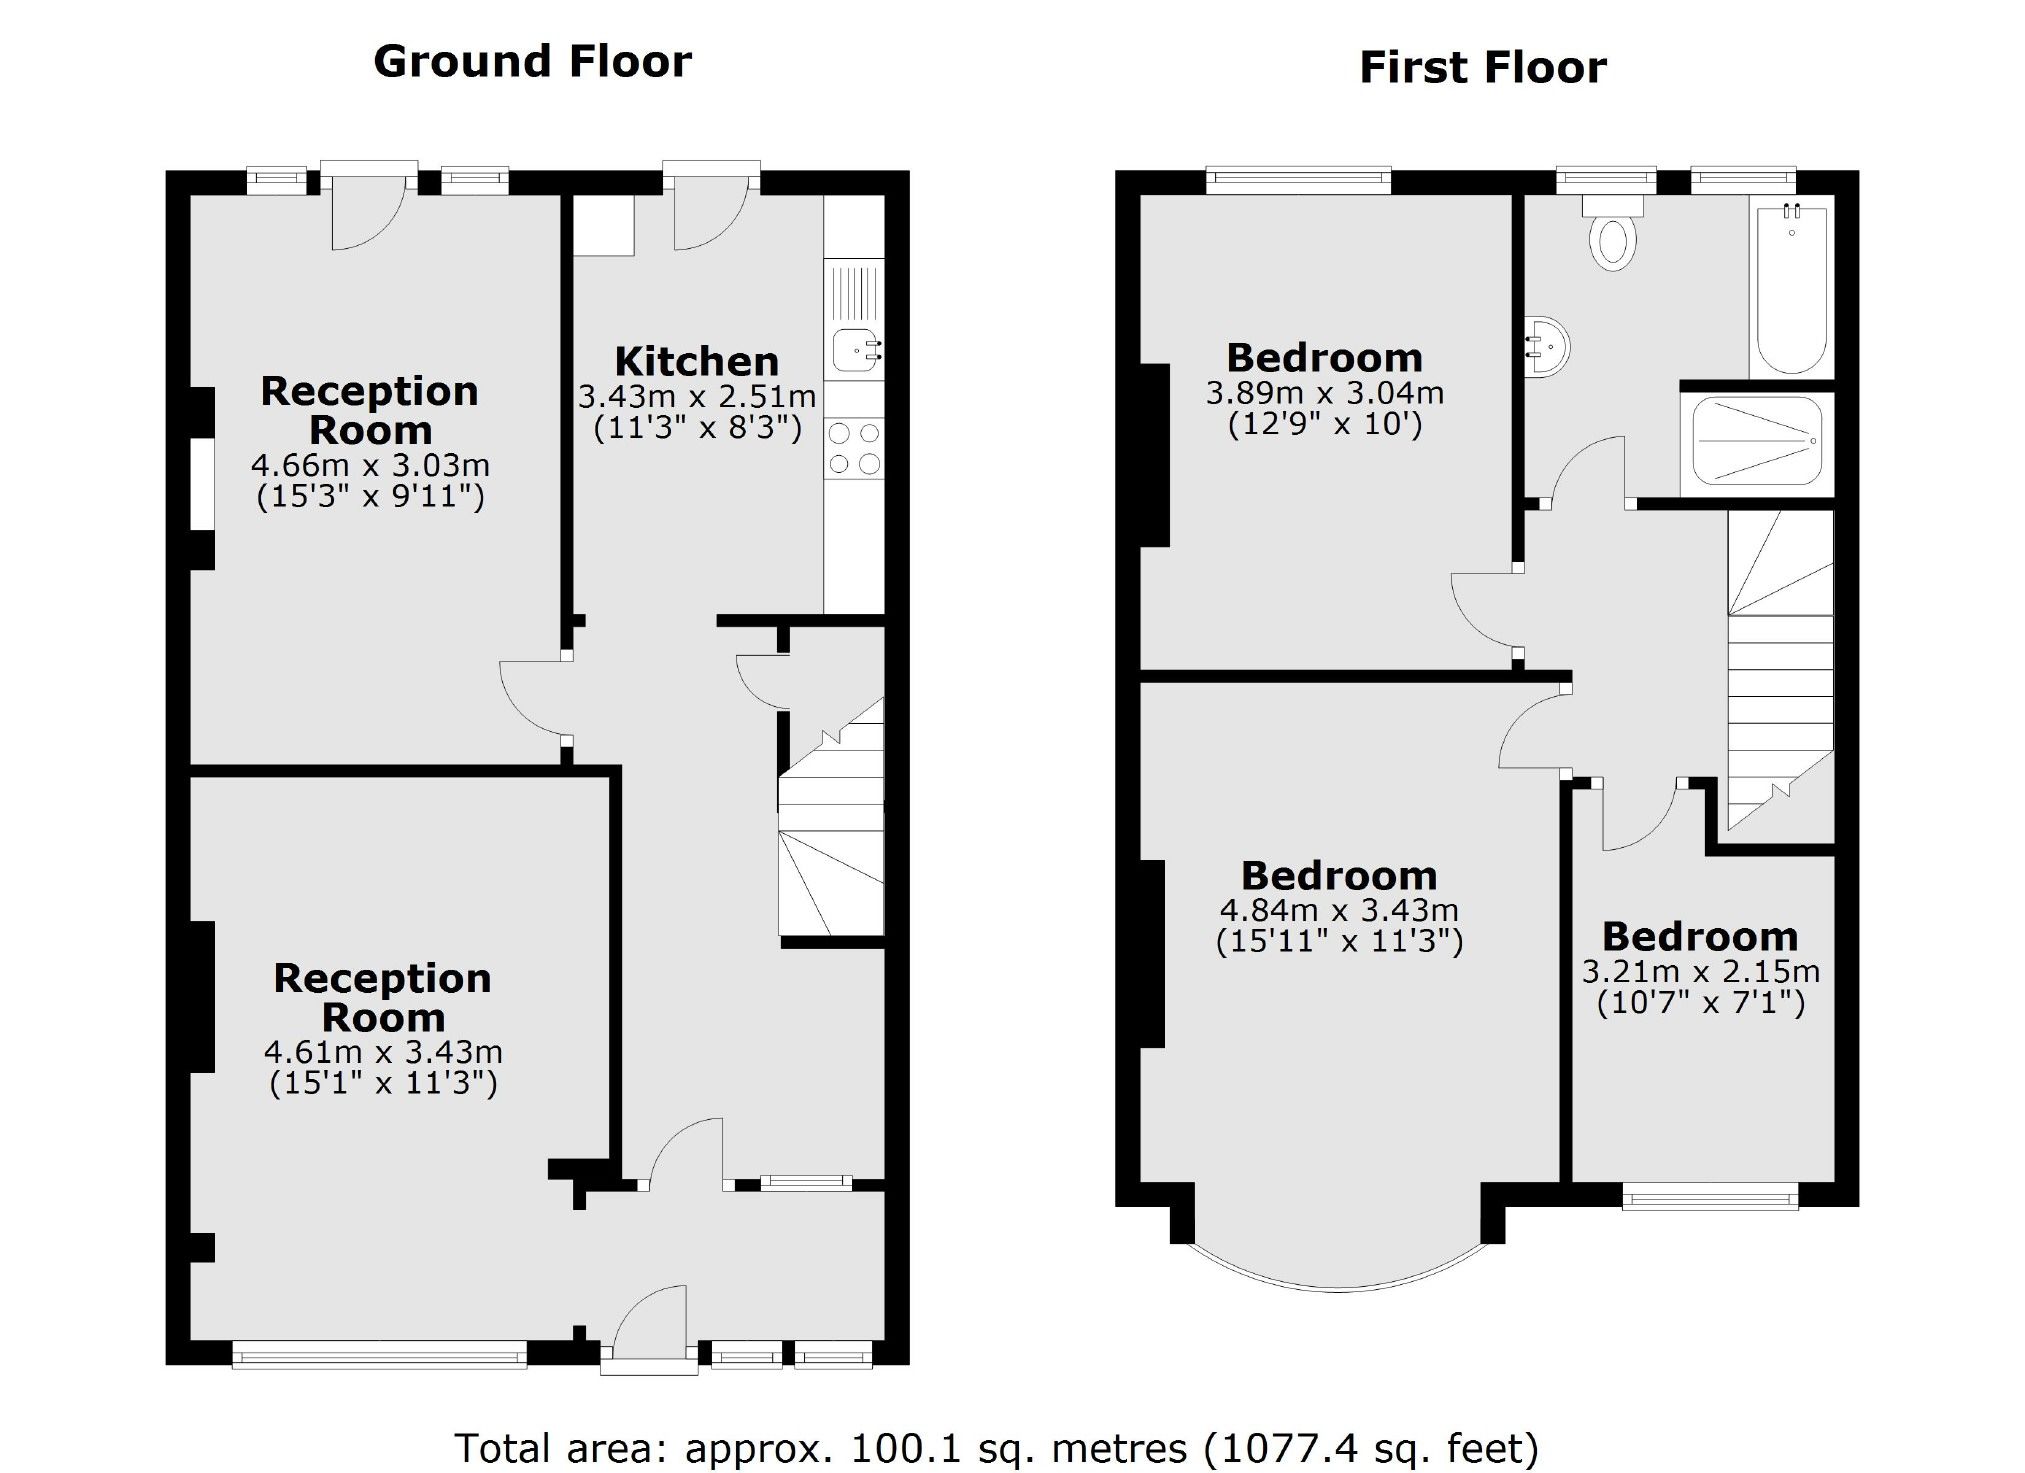 Ground Floor
First Floor
Reception
Room
4.66m x 3.03m
(15'3" x 9'11")
Kitchen
3.43m x 2.51m
(11'3" x 8'3")
Reception
Room
4.61m x 3.43m
(15'1" x 11'3")
Bedroom
3.89m x 3.04m
(12'9" x 10')
Bedroom
4.84m x 3.43m
(15'11" x 11'3")
Bedroom
3.21m x 2.15m
(10'7" x 7'1")
Total area: approx. 100.1 sq. metres (1077.4 sq. feet)